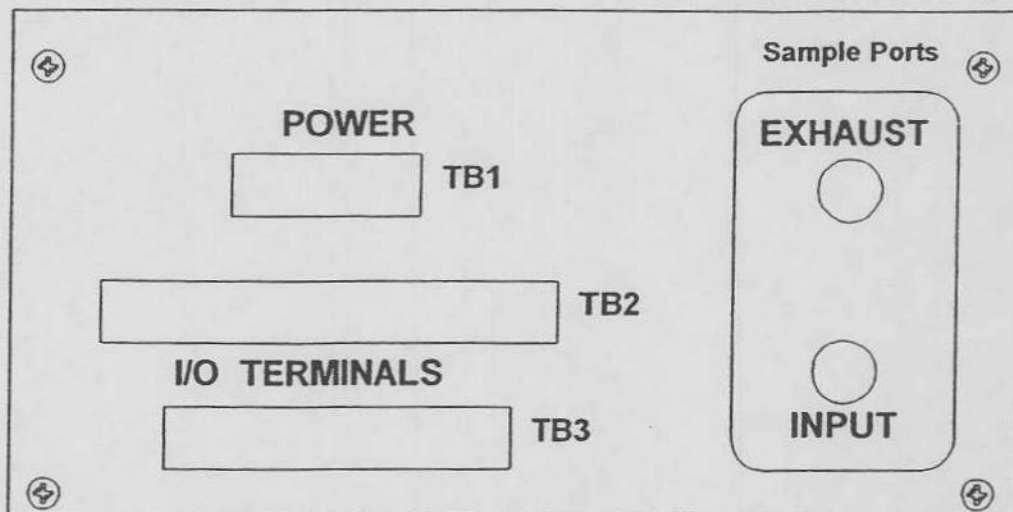 Sample Ports
POWER
EXHAUST
TB1
TB2
I/O TERMINALS
TB3
INPUT